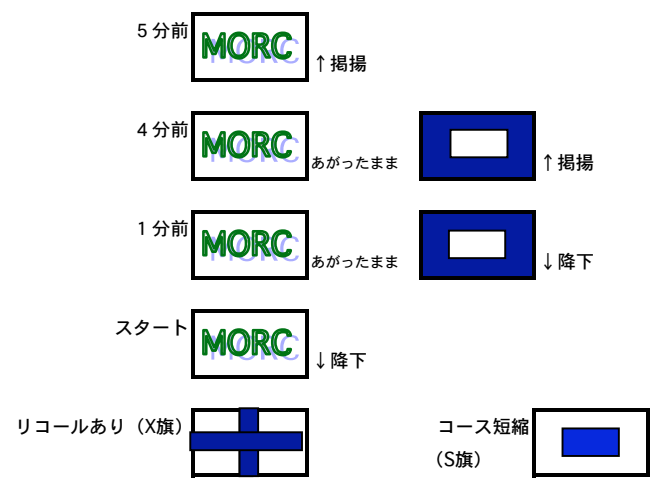 5分前
MORC
↑掲揚
4分前
MORC
あがったまま
↑掲揚
1分前
MORC
あがったまま
↓降下
スタート
MORC
↓降下
リコールあり（X旗）
コース短縮
（S旗）